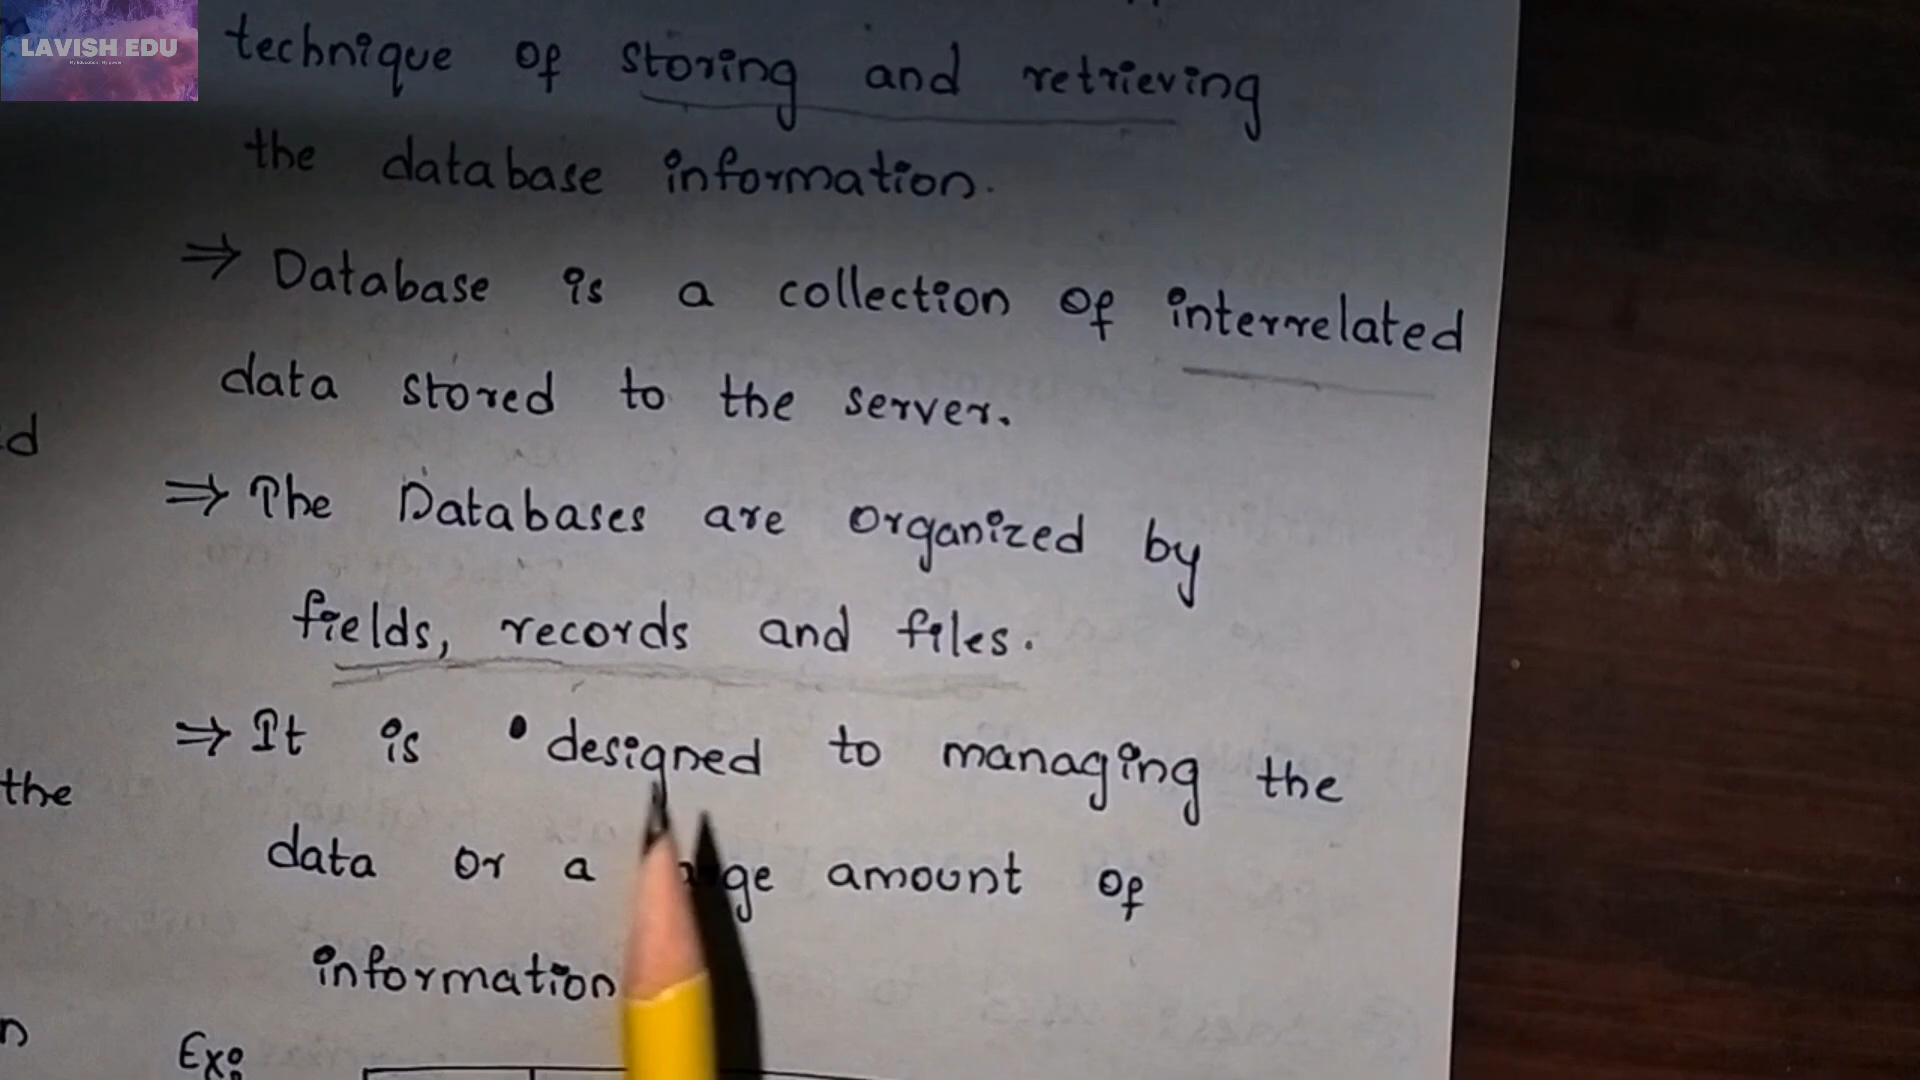 LAVISH EDU
technique of storing and retrieving
the database information.
⇒ Database is a collection of interrelated
data stored to the server.
⇒ The Databases are organized by
fields, records and files.
⇒ It is designed to managing the
data or a amount of
information
Ex:
d
the
n